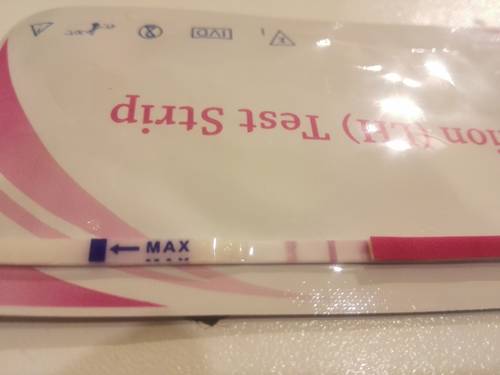 IVD
ion (LH) Test Strip
MAX